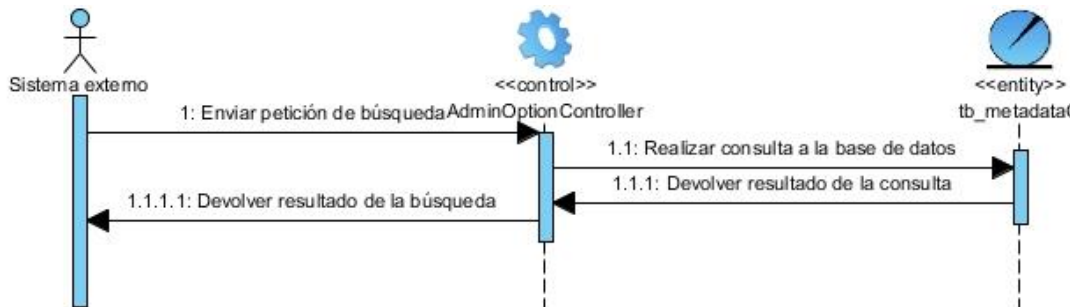 Sistema externo
<<control>>
AdminOptionController
<<entity>>
1: Enviar petición de búsqueda
1.1: Realizar consulta a la base de datos
1.1.1: Devolver resultado de la consulta
1.1.1.1: Devolver resultado de la búsqueda